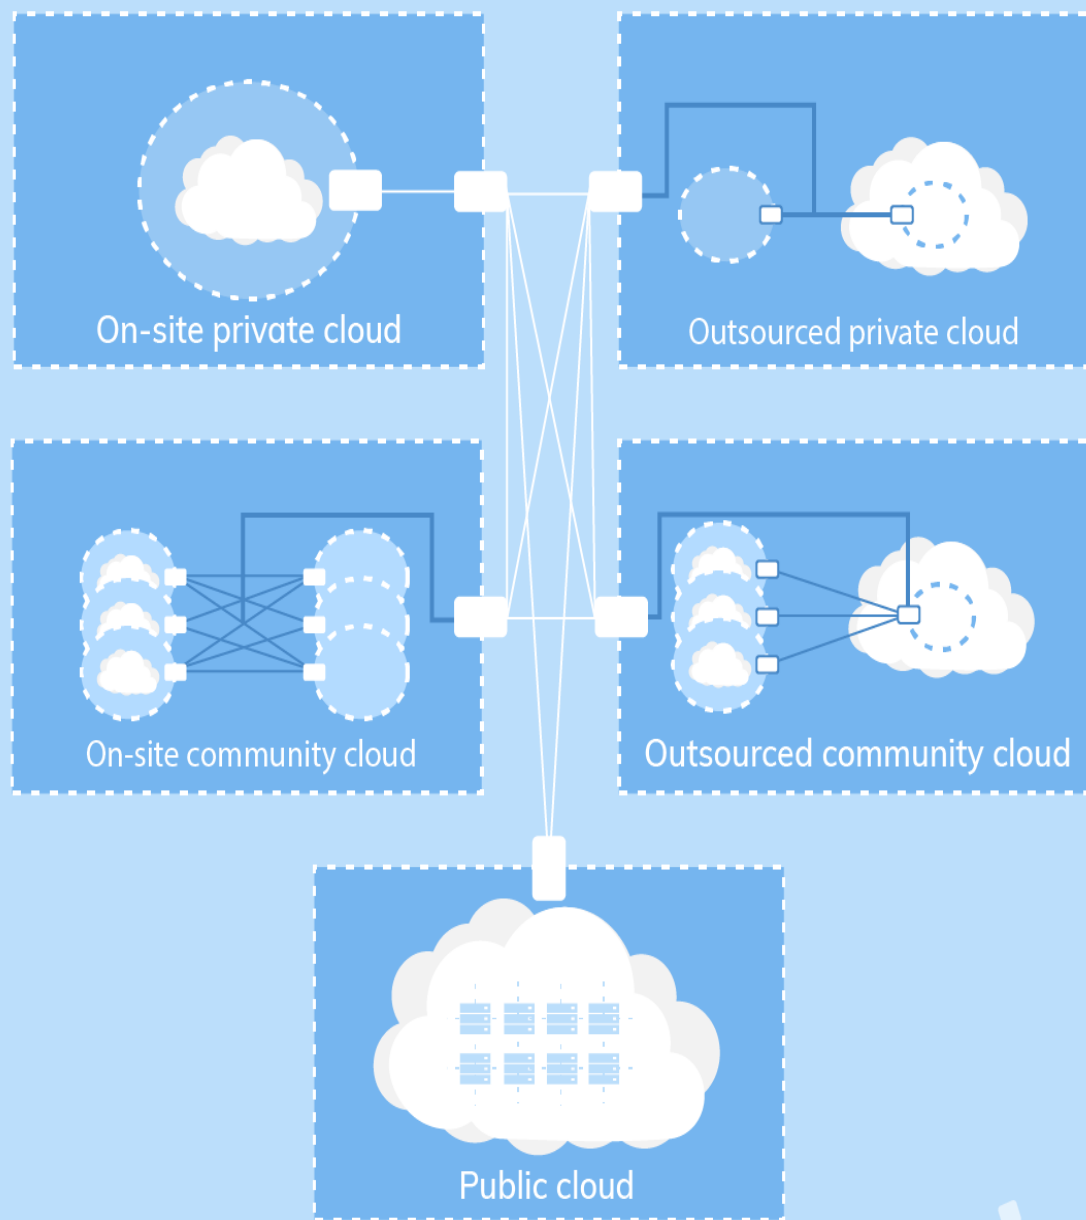 On-site private cloud
Outsourced private cloud
On-site community cloud
Outsourced community cloud
Public cloud